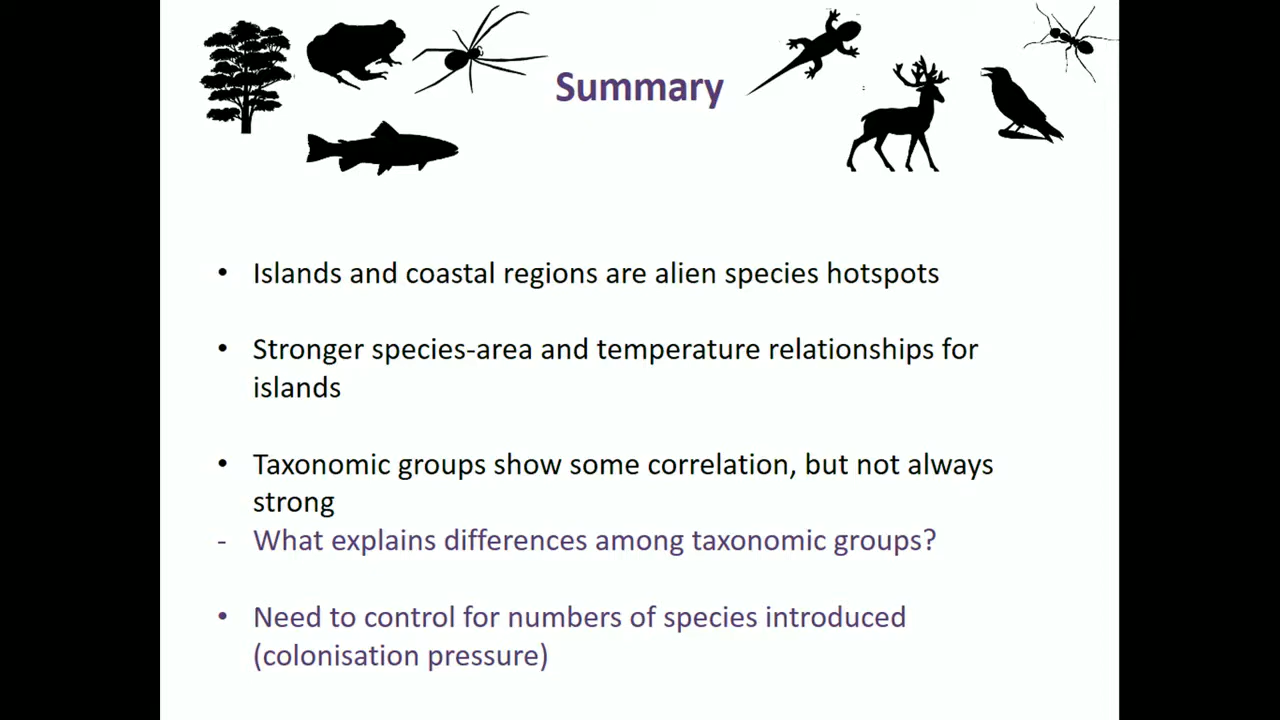 Summary
• Islands and coastal regions are alien species hotspots
• Stronger species-area and temperature relationships for
islands
• Taxonomic groups show some correlation, but not always
strong
- What explains differences among taxonomic groups?
• Need to control for numbers of species introduced
(colonisation pressure)